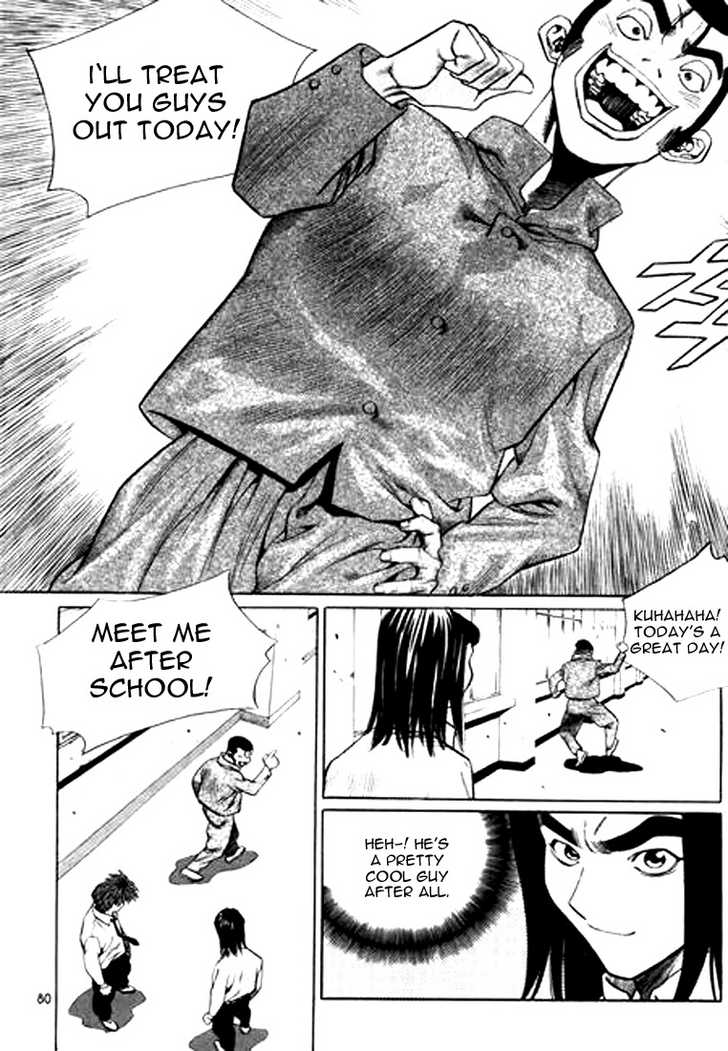 I'LL TREAT
YOU GUYS
OUT TODAY!
MEET ME
AFTER
SCHOOL!
KUHAHAHA!
TODAY'S A
GREAT DAY!
HEH~! HE'S
A PRETTY
COOL GUY
AFTER ALL.
80